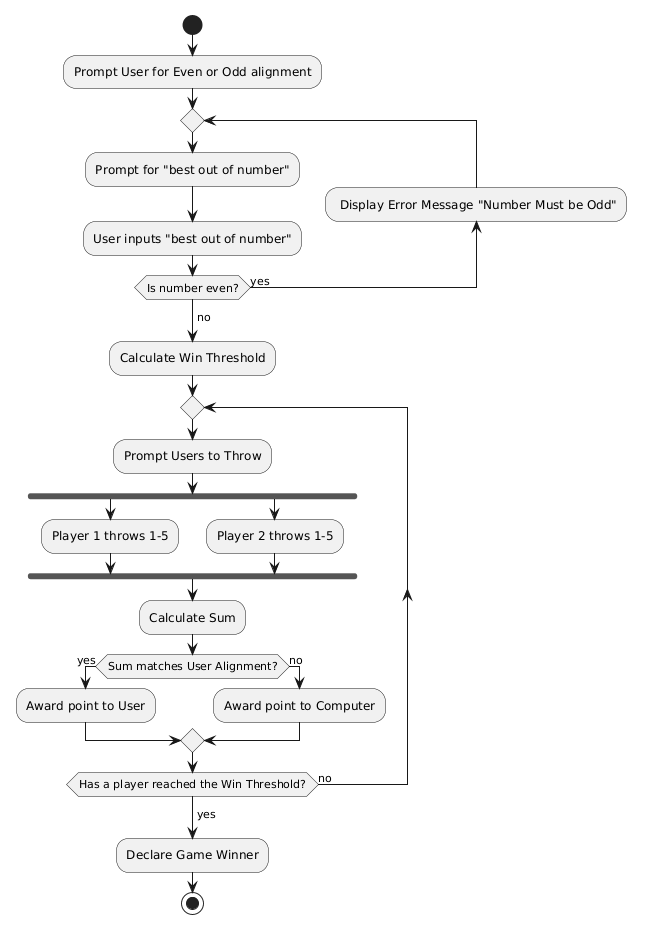 Prompt User for Even or Odd alignment
Prompt for "best out of number"
Display Error Message "Number Must be Odd"
User inputs "best out of number"
Is number even?
yes
no
Calculate Win Threshold
Prompt Users to Throw
Player 1 throws 1-5
Player 2 throws 1-5
Calculate Sum
yes
Sum matches User Alignment?
no
Award point to User
Award point to Computer
Has a player reached the Win Threshold?
no
yes
Declare Game Winner